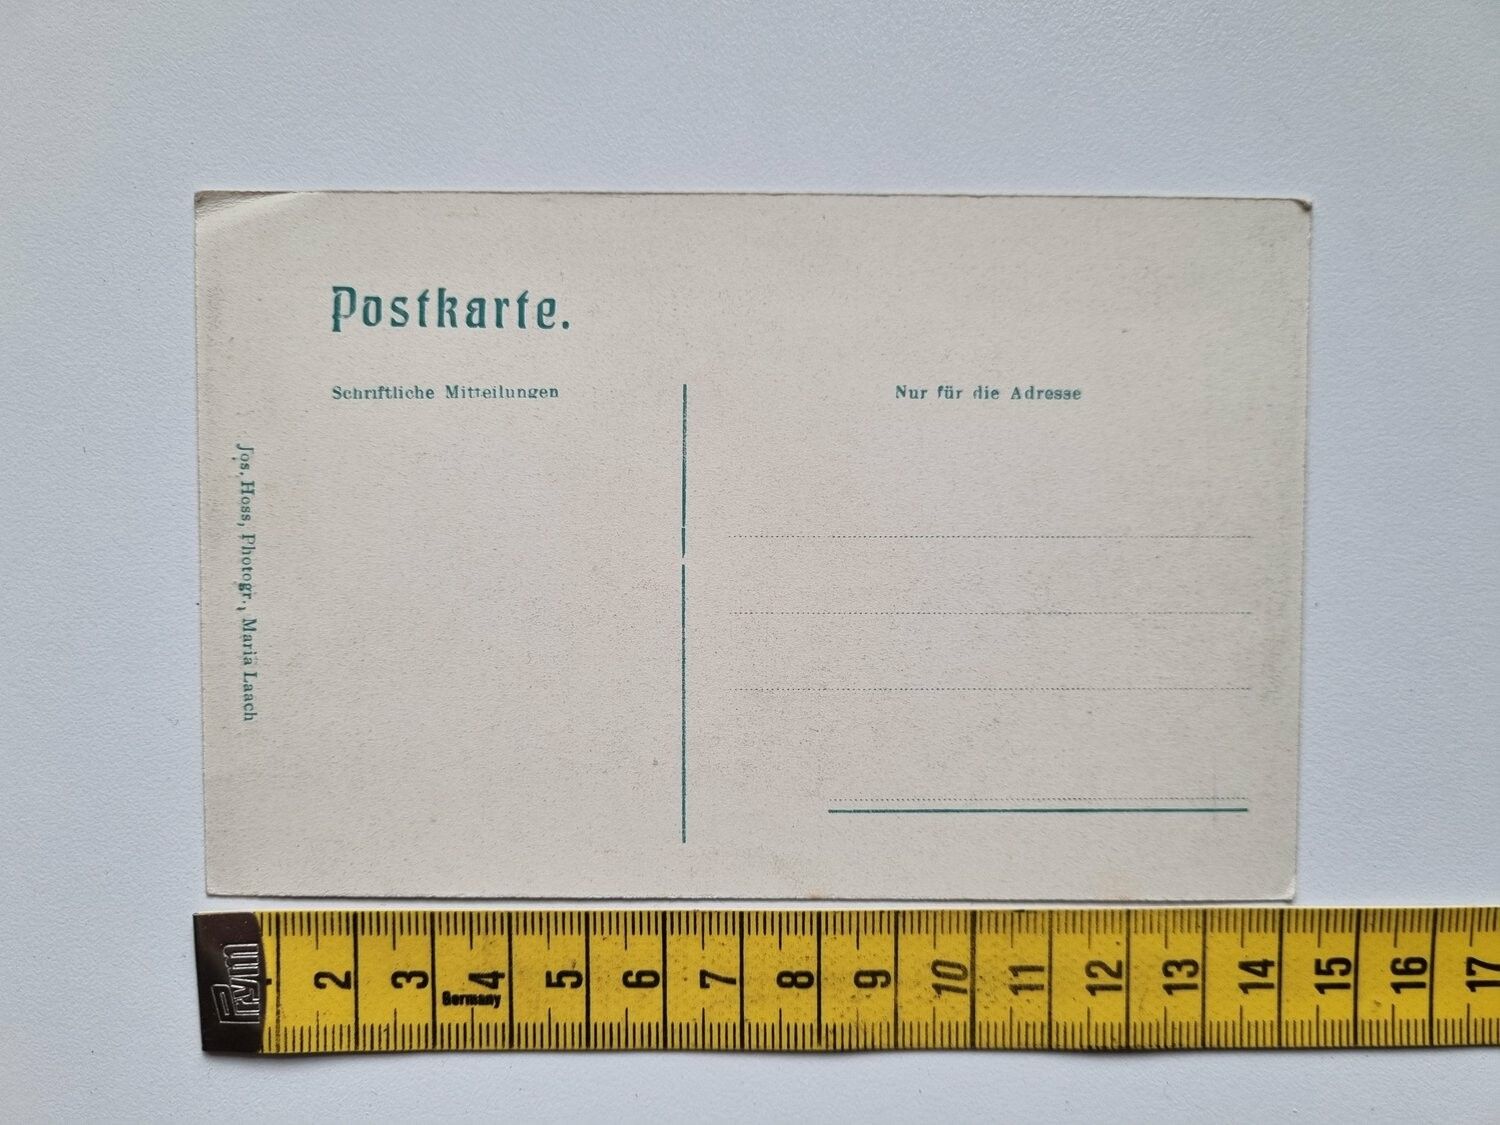 Postkarte.
Schriftliche Mitteilungen
Nur für die Adresse
Jos, Hoss, Photogr., Maria Laach
Prym
2 3 4 5 6 7 8 9 10 11 12 13 14 15 16 17
Germany